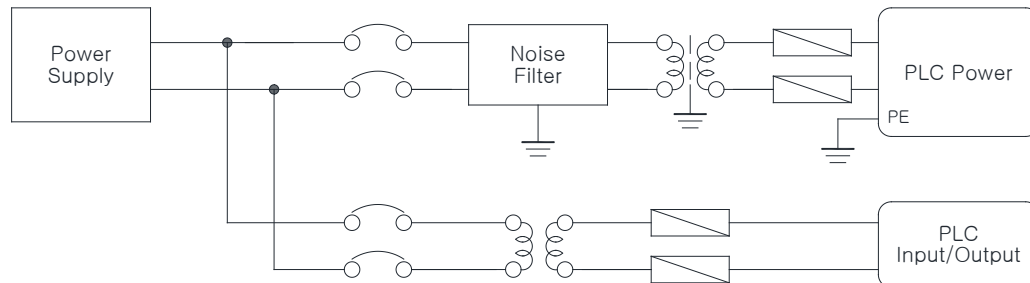 Power
Supply
Noise
Filter
PLC Power
PE
PLC
Input/Output